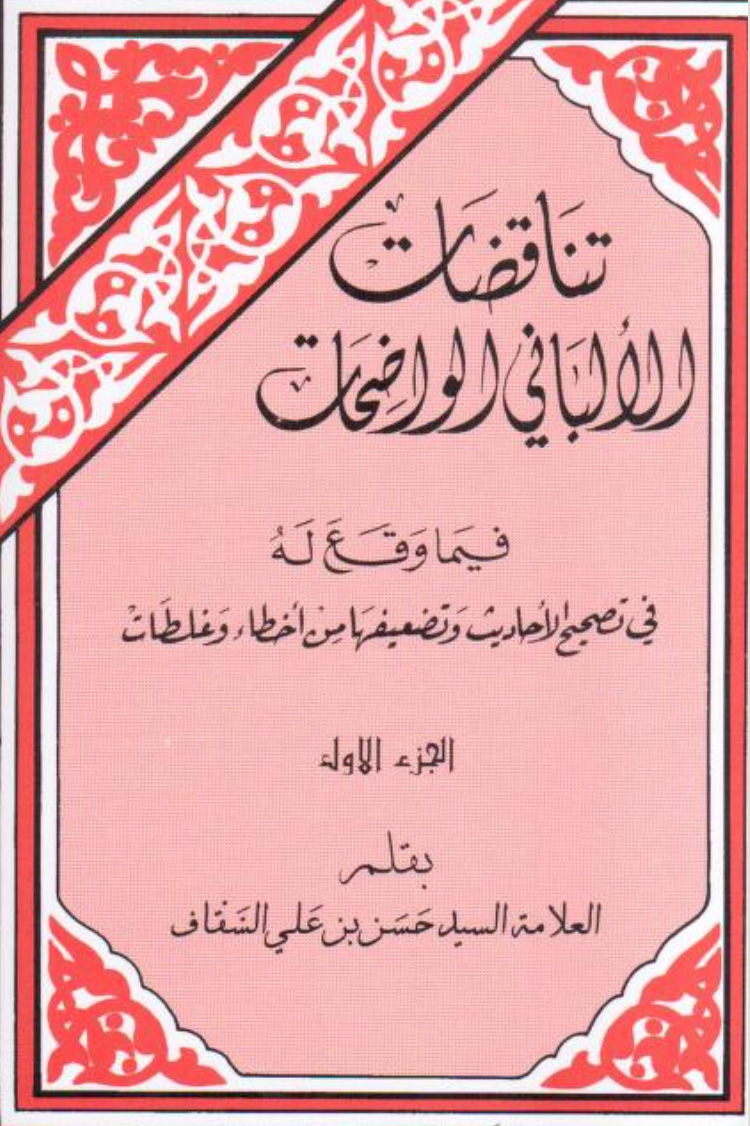 تناقضات
الألباني الواضحات
فيما وقع له
في تصحيح الأحاديث وتضعيفها من أخطاء وغلطات
الجزء الاول
بقلم
العلامة السيد حسن بن علي السقاف